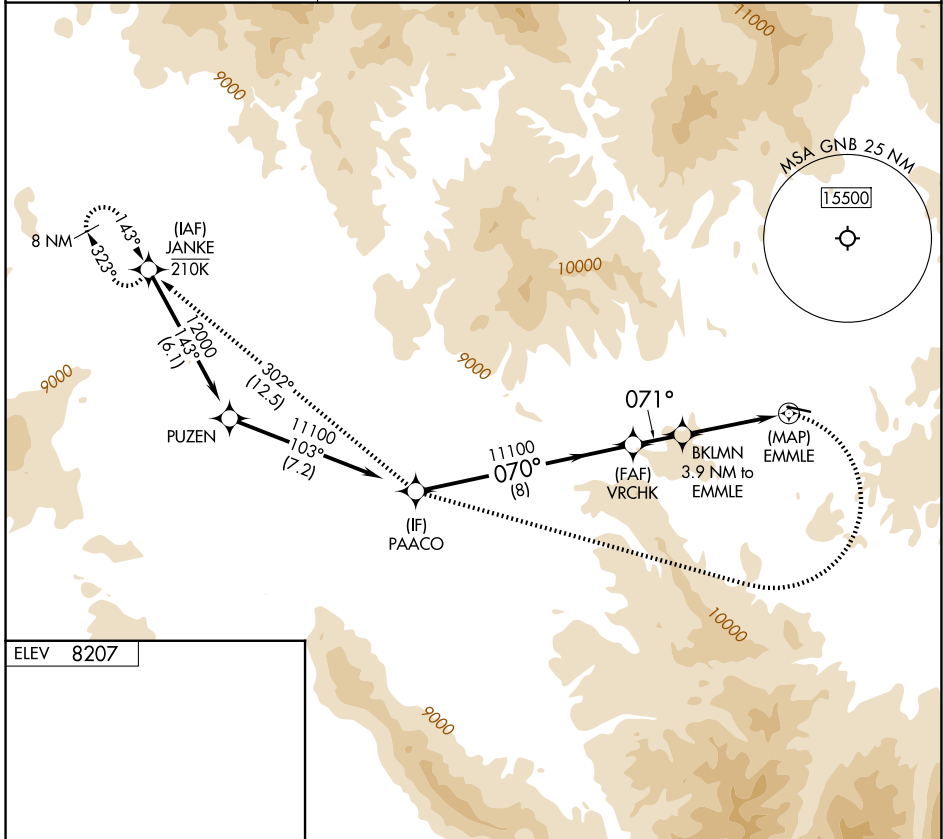 11000
9000
MSA GNB 25 NM
15500
10000
(IAF)
JANKE
210K
8 NM
143°
323°
12000
143°
(6.1)
302°
(12.5)
9000
9000
PUZEN
11100
103°
(7.2)
(IF)
PAACO
11100
070°
(8)
071°
(FAF)
VRCHK
BKLMN
3.9 NM to
EMMLE
(MAP)
EMMLE
10000
ELEV 8207
9000